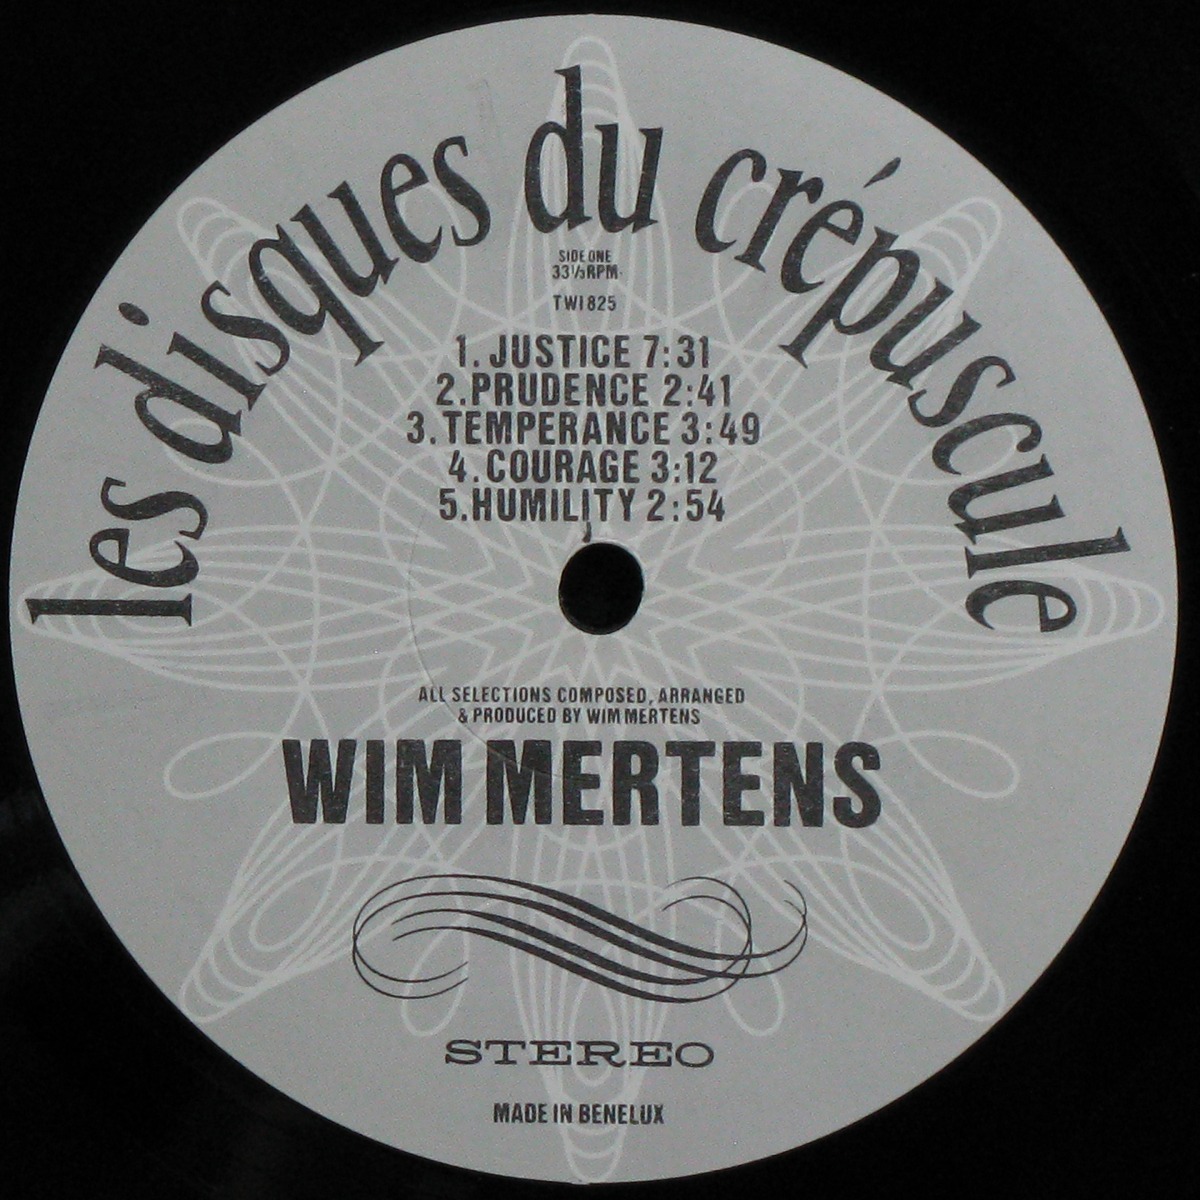 les disques du crépuscule
SIDE ONE
33⅓ RPM
TWI 825
1. JUSTICE 7:31
2. PRUDENCE 2:41
3. TEMPERANCE 3:49
4. COURAGE 3:12
5. HUMILITY 2:54
ALL SELECTIONS COMPOSED, ARRANGED
& PRODUCED BY WIM MERTENS
WIM MERTENS
STEREO
MADE IN BENELUX